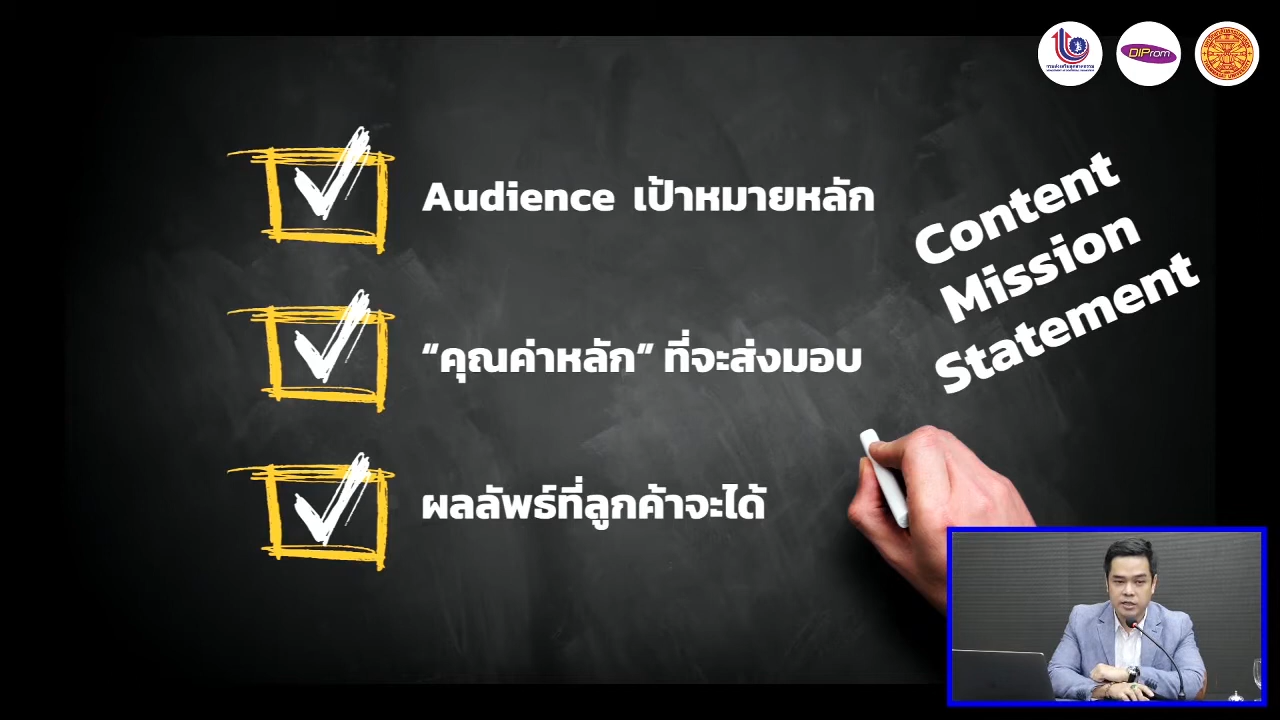 DIProm
Audience เป้าหมายหลัก
“คุณค่าหลัก” ที่จะส่งมอบ
ผลลัพธ์ที่ลูกค้าจะได้
Content
Mission
Statement